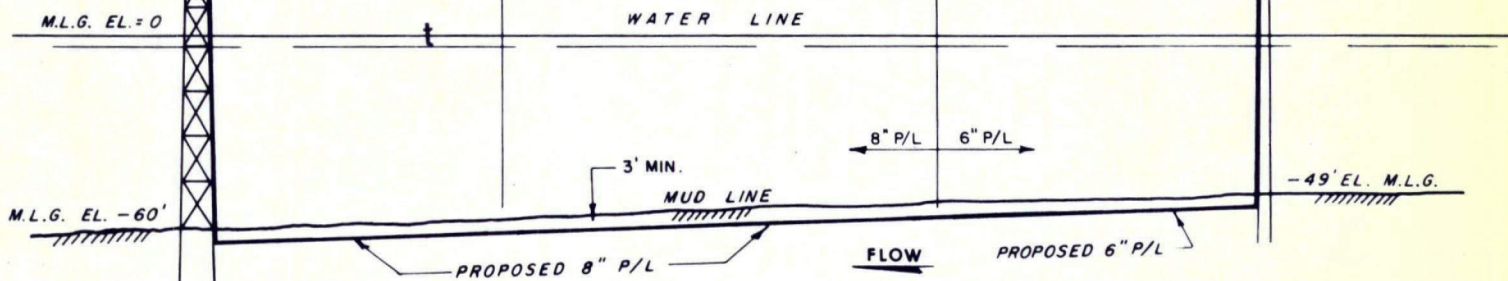 M.L.G. EL. = 0
WATER LINE
8" P/L
6" P/L
3' MIN.
MUD LINE
-49' EL. M.L.G.
M.L.G. EL. -60'
PROPOSED 8" P/L
FLOW
PROPOSED 6" P/L